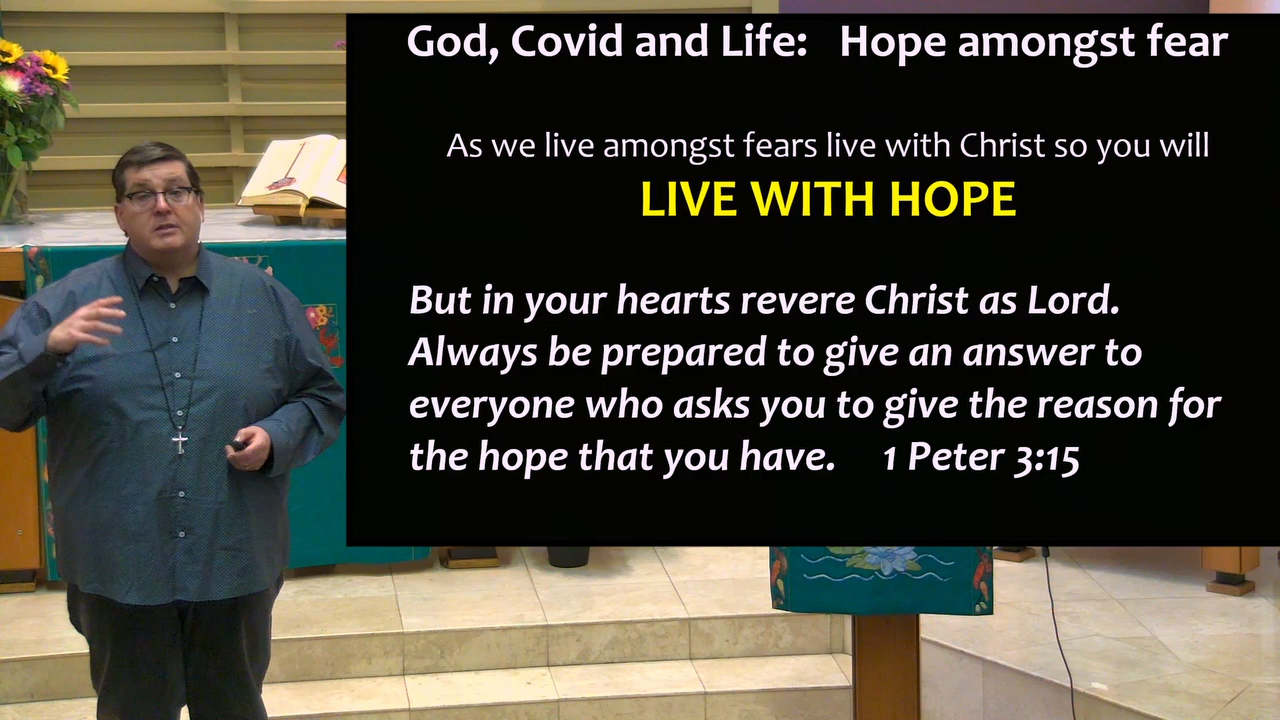 God, Covid and Life: Hope amongst fear
As we live amongst fears live with Christ so you will
LIVE WITH HOPE
But in your hearts revere Christ as Lord.
Always be prepared to give an answer to
everyone who asks you to give the reason for
the hope that you have. 1 Peter 3:15